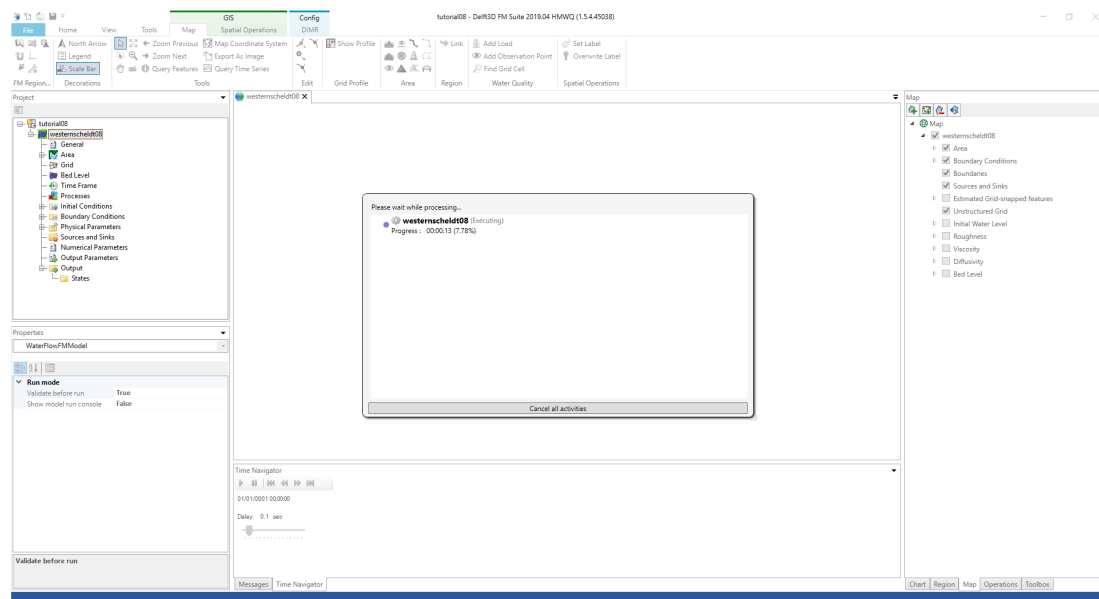 GIS
Config
tutorial08 - Delft3D FM Suite 2019.04 HMWQ (1.5.4.45038)
File Home View Tools Map Spatial Operations DIMR
North Arrow Zoom Previous Map Coordinate System Show Profile Link Add Load Set Label
Legend Zoom Next Export As Image Add Observation Point Overwrite Label
Scale Bar Query Features Query Time Series Find Grid Cell
FM Region... Decorations Tools Edit Grid Profile Area Region Water Quality Spatial Operations
Project
tutorial08
westernscheldt08
General
Area
Grid
Bed Level
Time Frame
Processes
Initial Conditions
Boundary Conditions
Physical Parameters
Sources and Sinks
Numerical Parameters
Output Parameters
Output
States
Properties
WaterFlowFMModel
Run mode
Validate before run True
Show model run console False
Validate before run
westernscheldt08
Please wait while processing...
westernscheldt08 (Executing)
Progress : 00:00:13 (7.78%)
Cancel all activities
Time Navigator
01/01/0001 00:00:00
Delay: 0.1 sec
Messages Time Navigator
Map
Map
westernscheldt08
Area
Boundary Conditions
Boundaries
Sources and Sinks
Estimated Grid-snapped features
Unstructured Grid
Initial Water Level
Roughness
Viscosity
Diffusivity
Bed Level
Chart Region Map Operations Toolbox